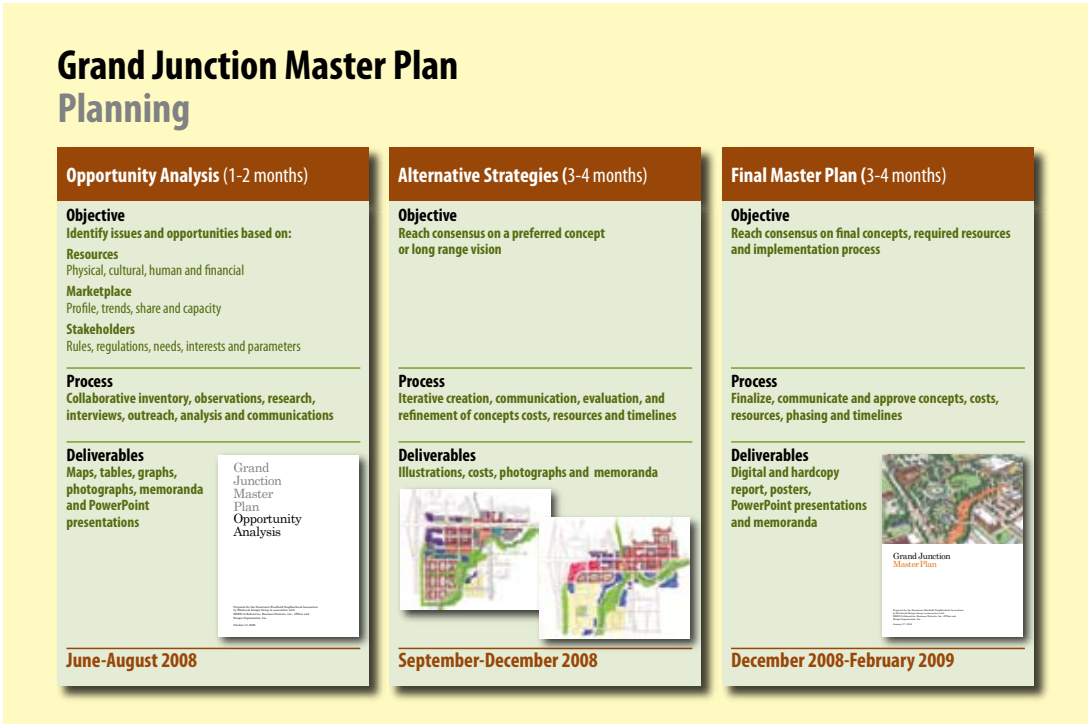 Grand Junction Master Plan
Planning
Opportunity Analysis (1-2 months)
Objective
Identify issues and opportunities based on:
Resources
Physical, cultural, human and financial
Marketplace
Profile, trends, share and capacity
Stakeholders
Rules, regulations, needs, interests and parameters
Process
Collaborative inventory, observations, research,
interviews, outreach, analysis and communications
Deliverables
Maps, tables, graphs,
photographs, memoranda
and PowerPoint
presentations
Grand
Junction
Master
Plan
Opportunity
Analysis
June-August 2008
Alternative Strategies (3-4 months)
Objective
Reach consensus on a preferred concept
or long range vision
Process
Iterative creation, communication, evaluation, and
refinement of concepts costs, resources and timelines
Deliverables
Illustrations, costs, photographs and memoranda
September-December 2008
Final Master Plan (3-4 months)
Objective
Reach consensus on final concepts, required resources
and implementation process
Process
Finalize, communicate and approve concepts, costs,
resources, phasing and timelines
Deliverables
Digital and hardcopy
report, posters,
PowerPoint presentations
and memoranda
Grand Junction
Master Plan
December 2008-February 2009